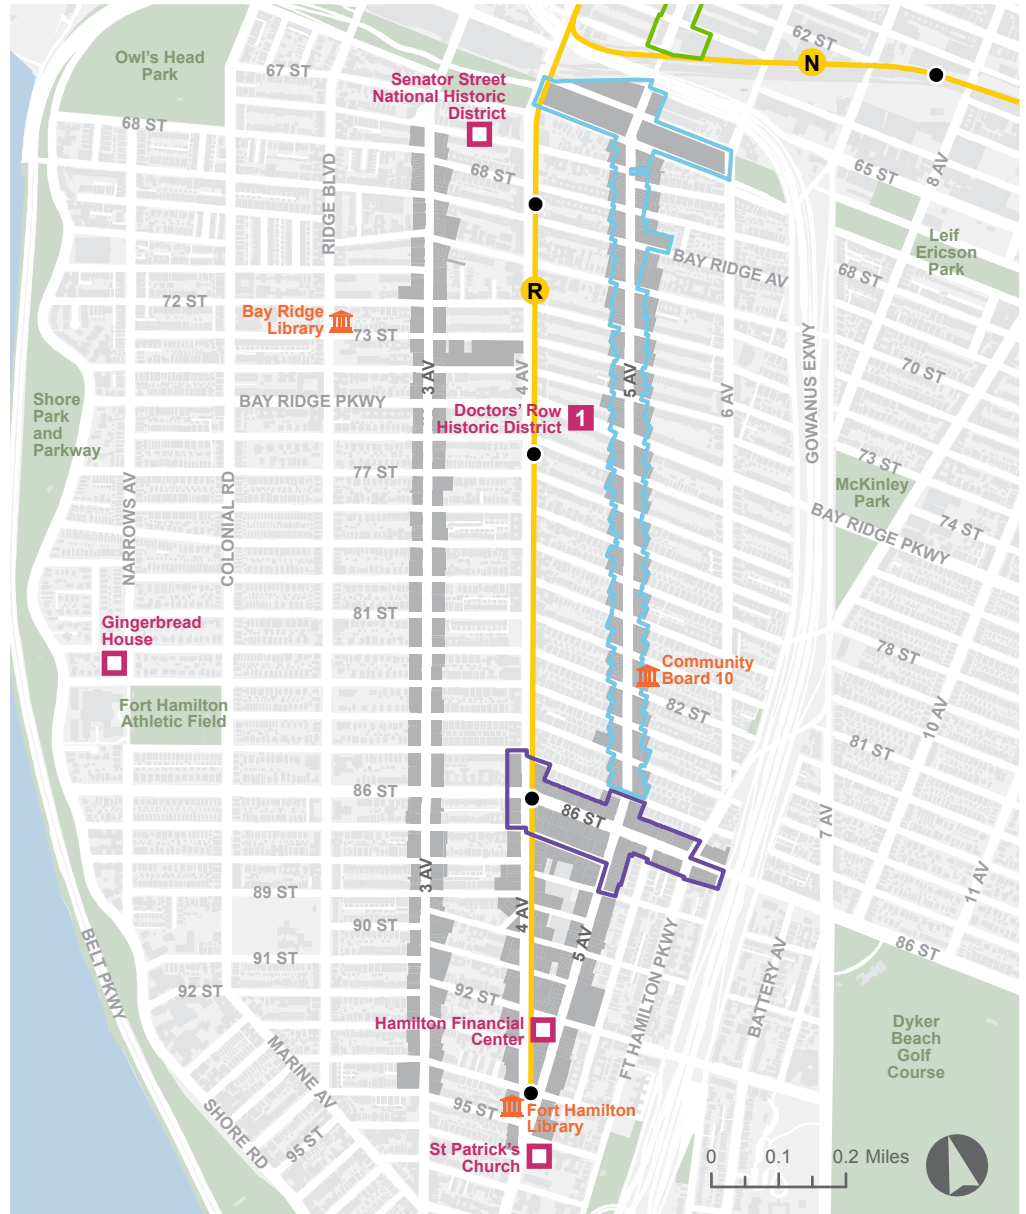 62 ST
N
Owl's Head
Park
67 ST
Senator Street
National Historic
District
68 ST
RIDGE BLVD
68 ST
65 ST
8 AV
Leif
Ericson
Park
BAY RIDGE AV
68 ST
72 ST
R
Bay Ridge
Library
73 ST
3 AV
4 AV
5 AV
6 AV
GOWANUS EXWY
70 ST
Shore
Park
and
Parkway
BAY RIDGE PKWY
Doctors' Row
Historic District
1
77 ST
73 ST
McKinley
Park
74 ST
BAY RIDGE PKWY
NARROWS AV
COLONIAL RD
81 ST
Gingerbread
House
Community
Board 10
78 ST
Fort Hamilton
Athletic Field
82 ST
10 AV
81 ST
86 ST
86 ST
7 AV
3 AV
89 ST
4 AV
11 AV
90 ST
5 AV
BELT PKWY
91 ST
FT HAMILTON PKWY
BATTERY AV
86 ST
92 ST
92 ST
Hamilton Financial
Center
Dyker
Beach
Golf
Course
MARINE AV
SHORE RD
95 ST
95 ST
Fort Hamilton
Library
St Patrick's
Church
0 0.1 0.2 Miles